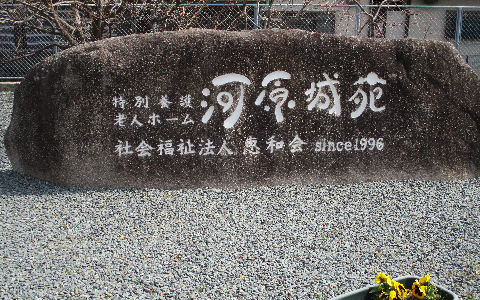 特別養護
老人ホーム
河原城苑
社会福祉法人 恵和会 since1996